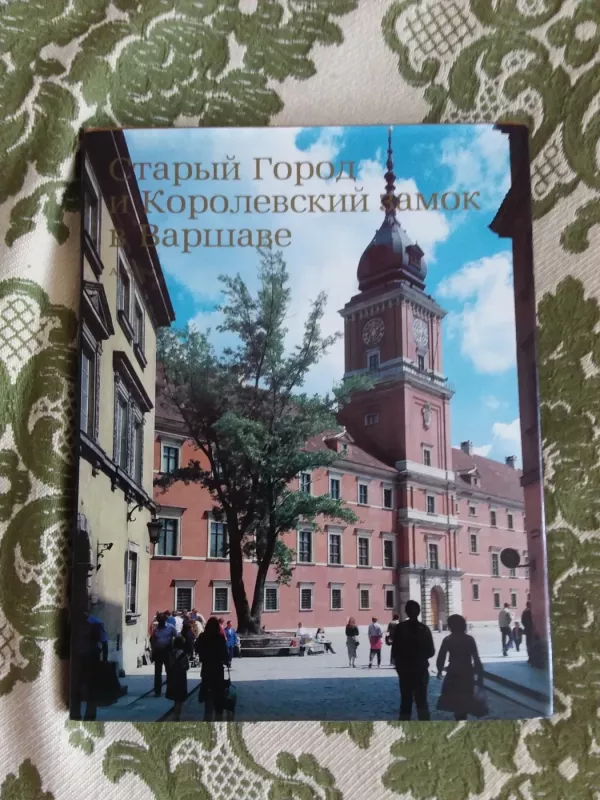 Старый Город
и Королевский замок
в Варшаве